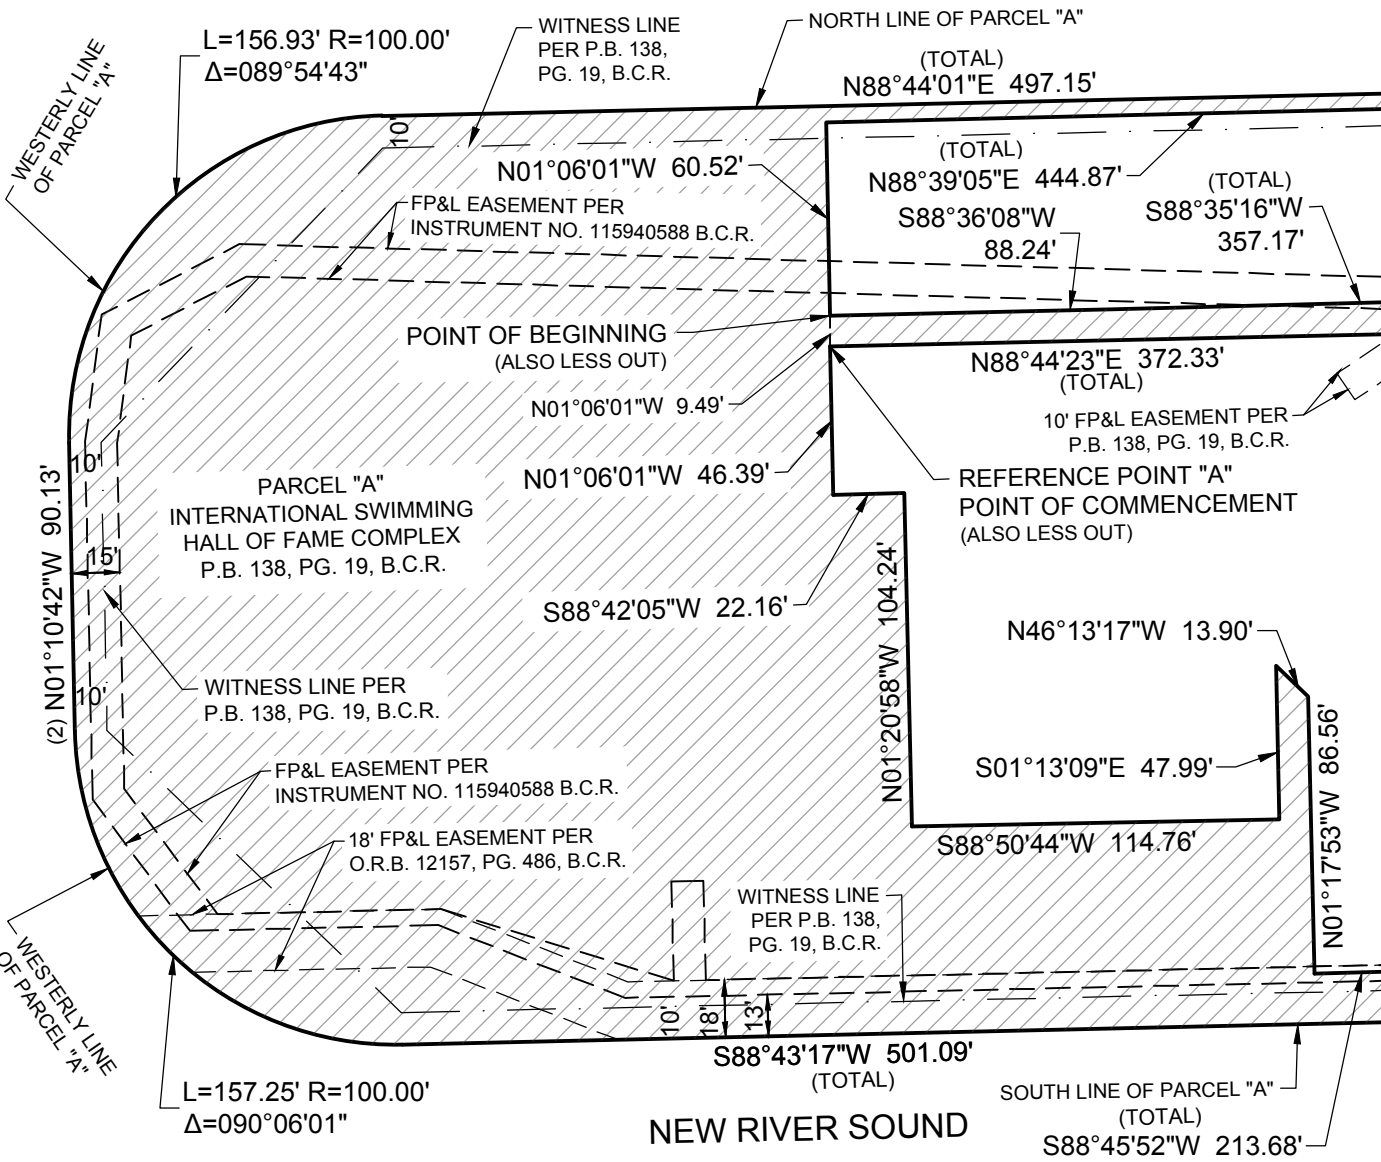 L=156.93' R=100.00'
Δ=089°54'43"
WITNESS LINE
PER P.B. 138,
PG. 19, B.C.R.
NORTH LINE OF PARCEL "A"
(TOTAL)
N88°44'01"E 497.15'
WESTERLY LINE
OF PARCEL "A"
10'
N01°06'01"W 60.52'
(TOTAL)
N88°39'05"E 444.87'
(TOTAL)
S88°35'16"W
357.17'
S88°36'08"W
88.24'
FP&L EASEMENT PER
INSTRUMENT NO. 115940588 B.C.R.
POINT OF BEGINNING
(ALSO LESS OUT)
N88°44'23"E 372.33'
(TOTAL)
N01°06'01"W 9.49'
10' FP&L EASEMENT PER
P.B. 138, PG. 19, B.C.R.
N01°06'01"W 46.39'
REFERENCE POINT "A"
POINT OF COMMENCEMENT
(ALSO LESS OUT)
10'
PARCEL "A"
INTERNATIONAL SWIMMING
HALL OF FAME COMPLEX
P.B. 138, PG. 19, B.C.R.
(2) N01°10'42"W 90.13'
15'
S88°42'05"W 22.16'
N01°20'58"W 104.24'
N46°13'17"W 13.90'
10'
WITNESS LINE PER
P.B. 138, PG. 19, B.C.R.
S01°13'09"E 47.99'
N01°17'53"W 86.56'
FP&L EASEMENT PER
INSTRUMENT NO. 115940588 B.C.R.
18' FP&L EASEMENT PER
O.R.B. 12157, PG. 486, B.C.R.
S88°50'44"W 114.76'
WITNESS LINE
PER P.B. 138,
PG. 19, B.C.R.
WESTERLY LINE
OF PARCEL "A"
10'
18'
13'
S88°43'17"W 501.09'
(TOTAL)
L=157.25' R=100.00'
Δ=090°06'01"
NEW RIVER SOUND
SOUTH LINE OF PARCEL "A"
(TOTAL)
S88°45'52"W 213.68'